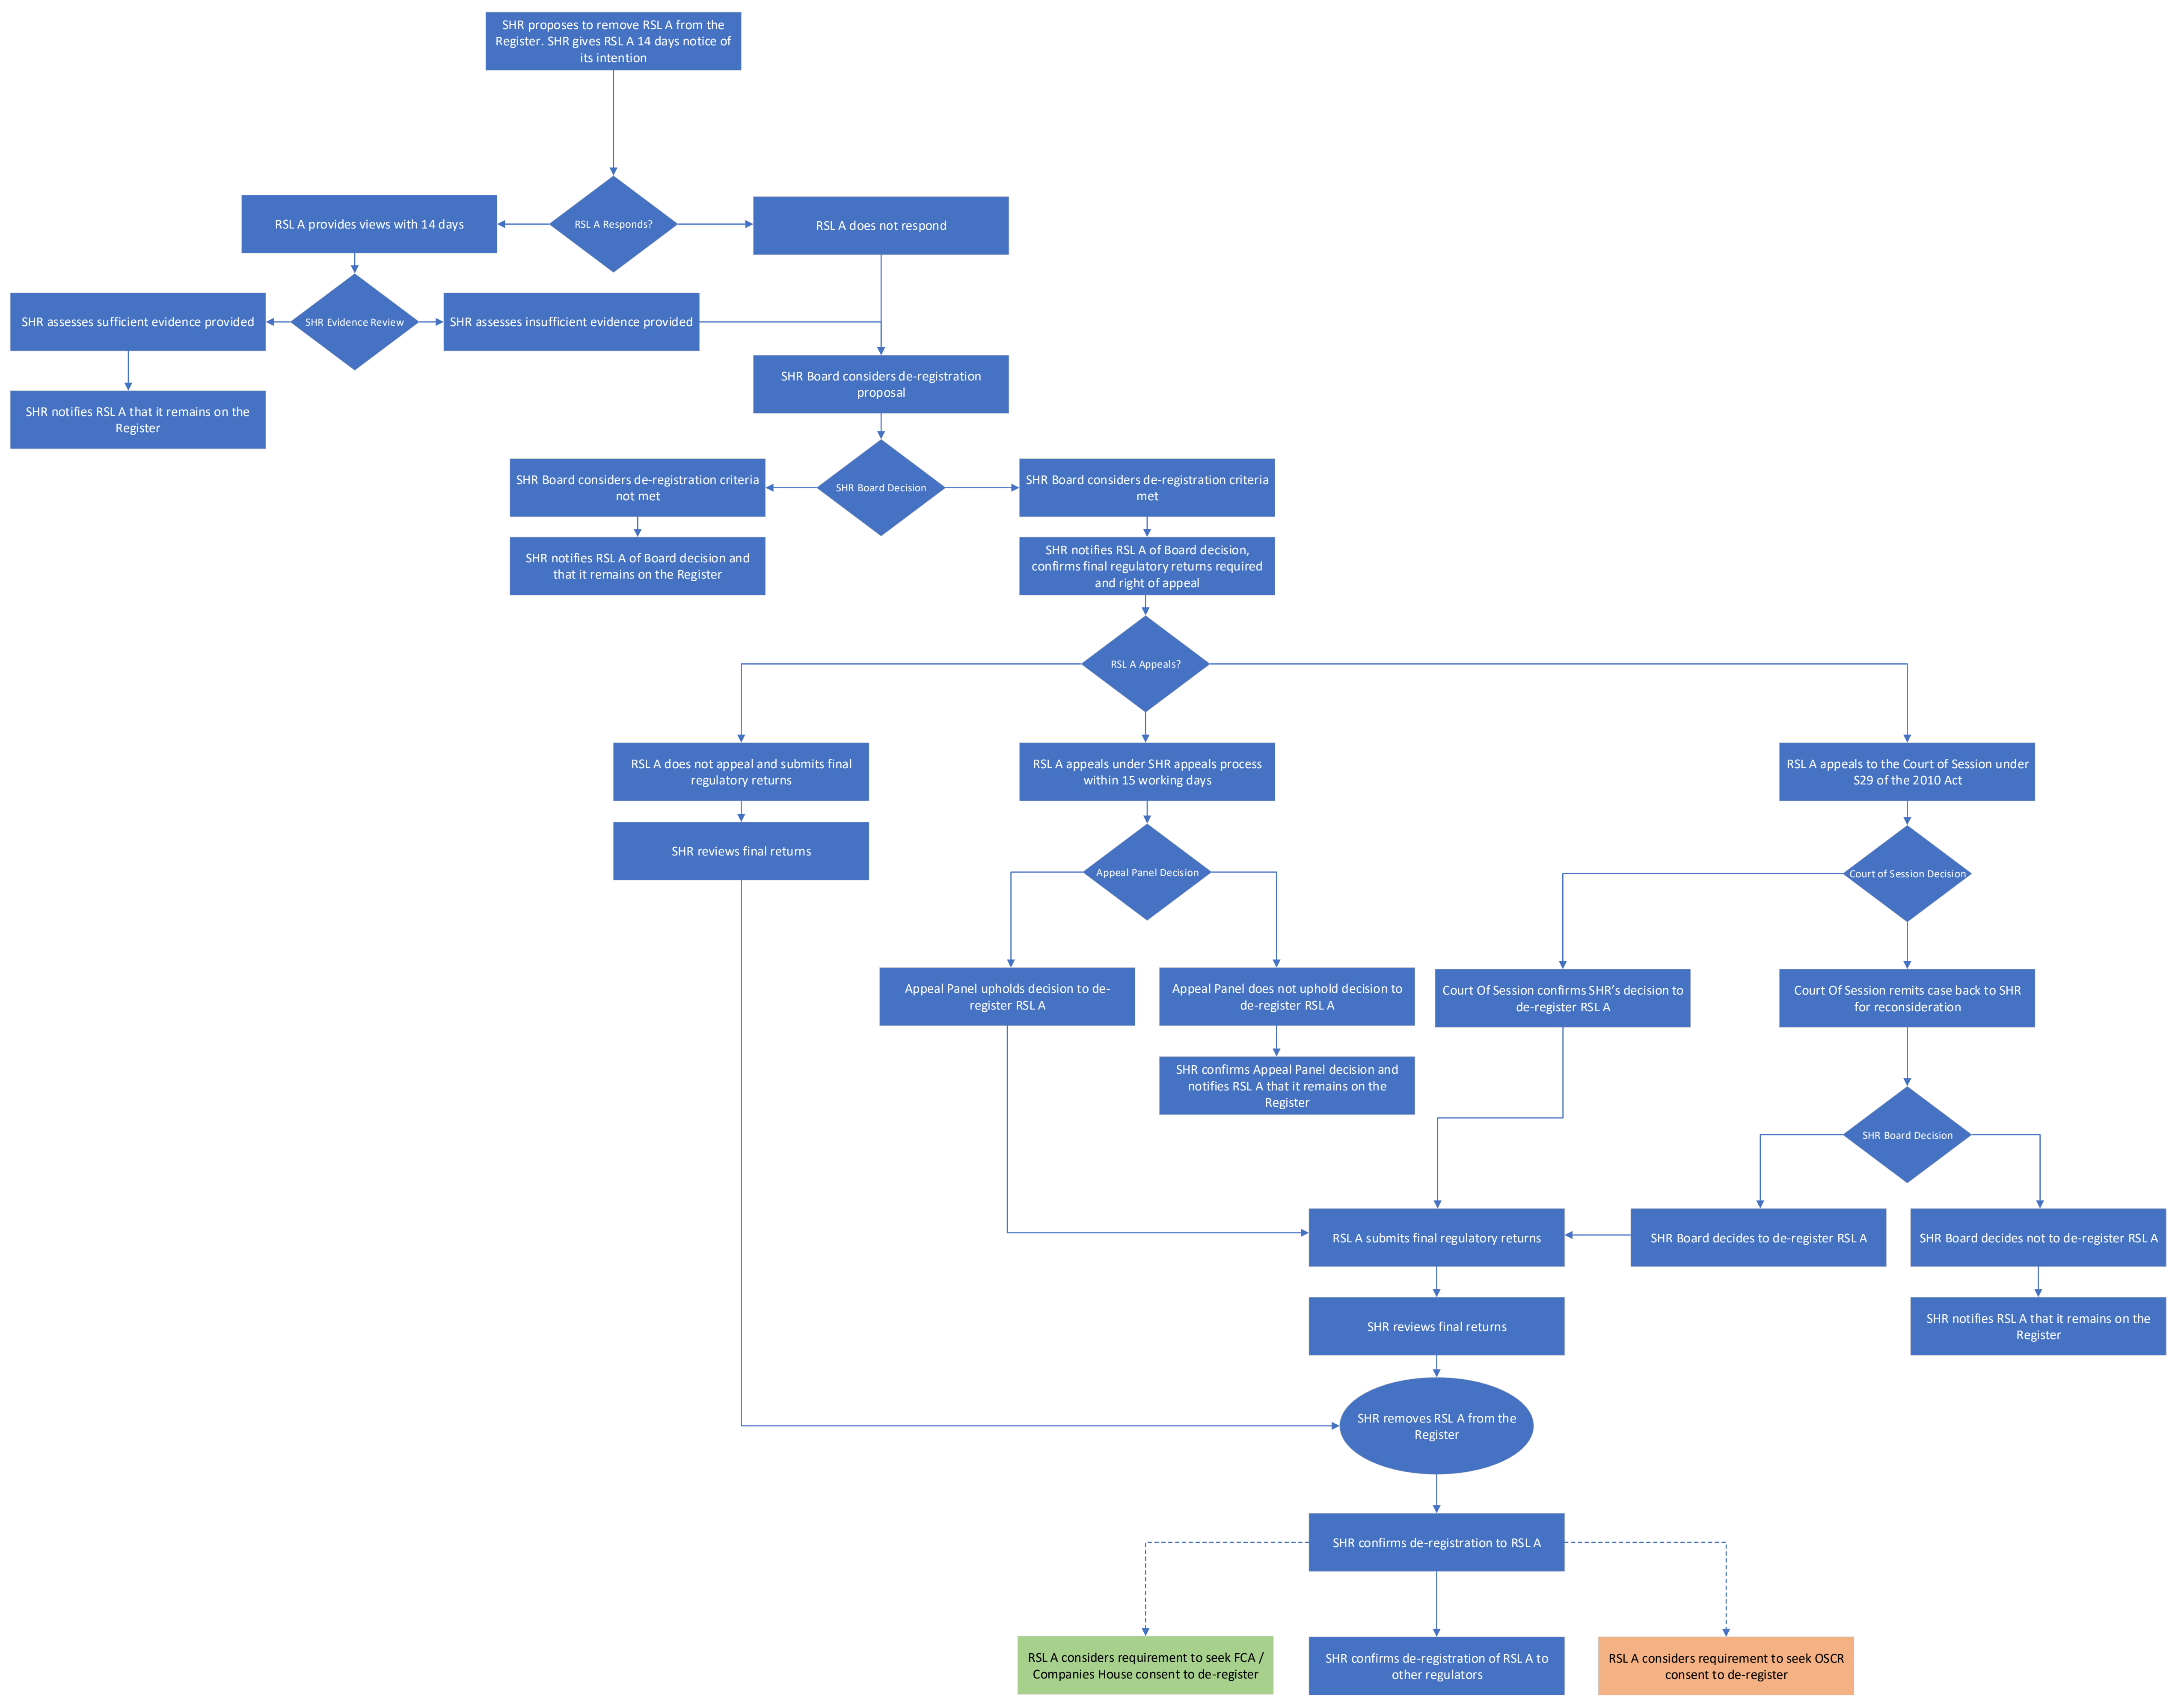 SHR proposes to remove RSL A from the
Register. SHR gives RSL A 14 days notice of
its intention
RSL A provides views with 14 days
RSL A Responds?
RSL A does not respond
SHR assesses sufficient evidence provided
SHR Evidence Review
SHR assesses insufficient evidence provided
SHR Board considers de-registration
proposal
SHR notifies RSL A that it remains on the
Register
SHR Board considers de-registration criteria
not met
SHR Board Decision
SHR Board considers de-registration criteria
met
SHR notifies RSL A of Board decision and
that it remains on the Register
SHR notifies RSL A of Board decision,
confirms final regulatory returns required
and right of appeal
RSL A Appeals?
RSL A does not appeal and submits final
regulatory returns
RSL A appeals under SHR appeals process
within 15 working days
RSL A appeals to the Court of Session under
S29 of the 2010 Act
SHR reviews final returns
Appeal Panel Decision
Court of Session Decision
Appeal Panel upholds decision to de-
register RSL A
Appeal Panel does not uphold decision to
de-register RSL A
Court Of Session confirms SHR’s decision to
de-register RSL A
Court Of Session remits case back to SHR
for reconsideration
SHR confirms Appeal Panel decision and
notifies RSL A that it remains on the
Register
SHR Board Decision
RSL A submits final regulatory returns
SHR Board decides to de-register RSL A
SHR Board decides not to de-register RSL A
SHR reviews final returns
SHR notifies RSL A that it remains on the
Register
SHR removes RSL A from the
Register
SHR confirms de-registration to RSL A
RSL A considers requirement to seek FCA /
Companies House consent to de-register
SHR confirms de-registration of RSL A to
other regulators
RSL A considers requirement to seek OSCR
consent to de-register